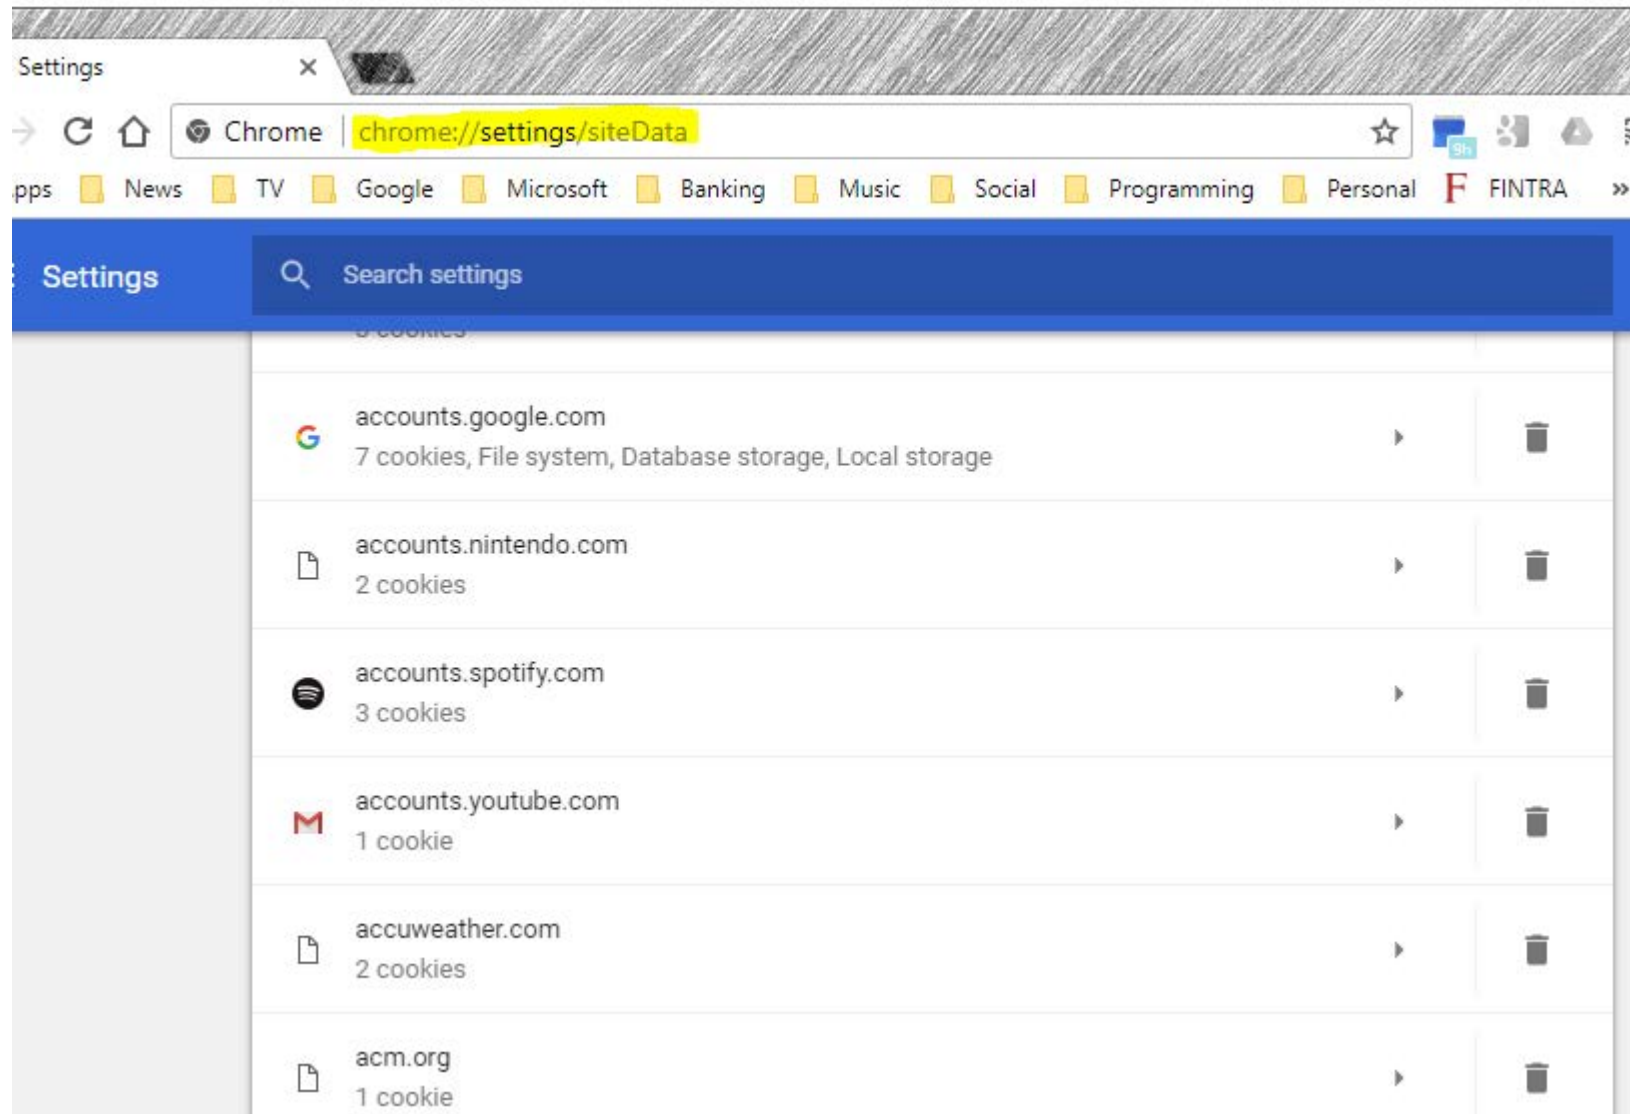 Settings
Chrome chrome://settings/siteData
9h
pps News TV Google Microsoft Banking Music Social Programming Personal F FINTRA »
Settings Search settings
cookies
accounts.google.com
7 cookies, File system, Database storage, Local storage
accounts.nintendo.com
2 cookies
accounts.spotify.com
3 cookies
accounts.youtube.com
1 cookie
accuweather.com
2 cookies
acm.org
1 cookie